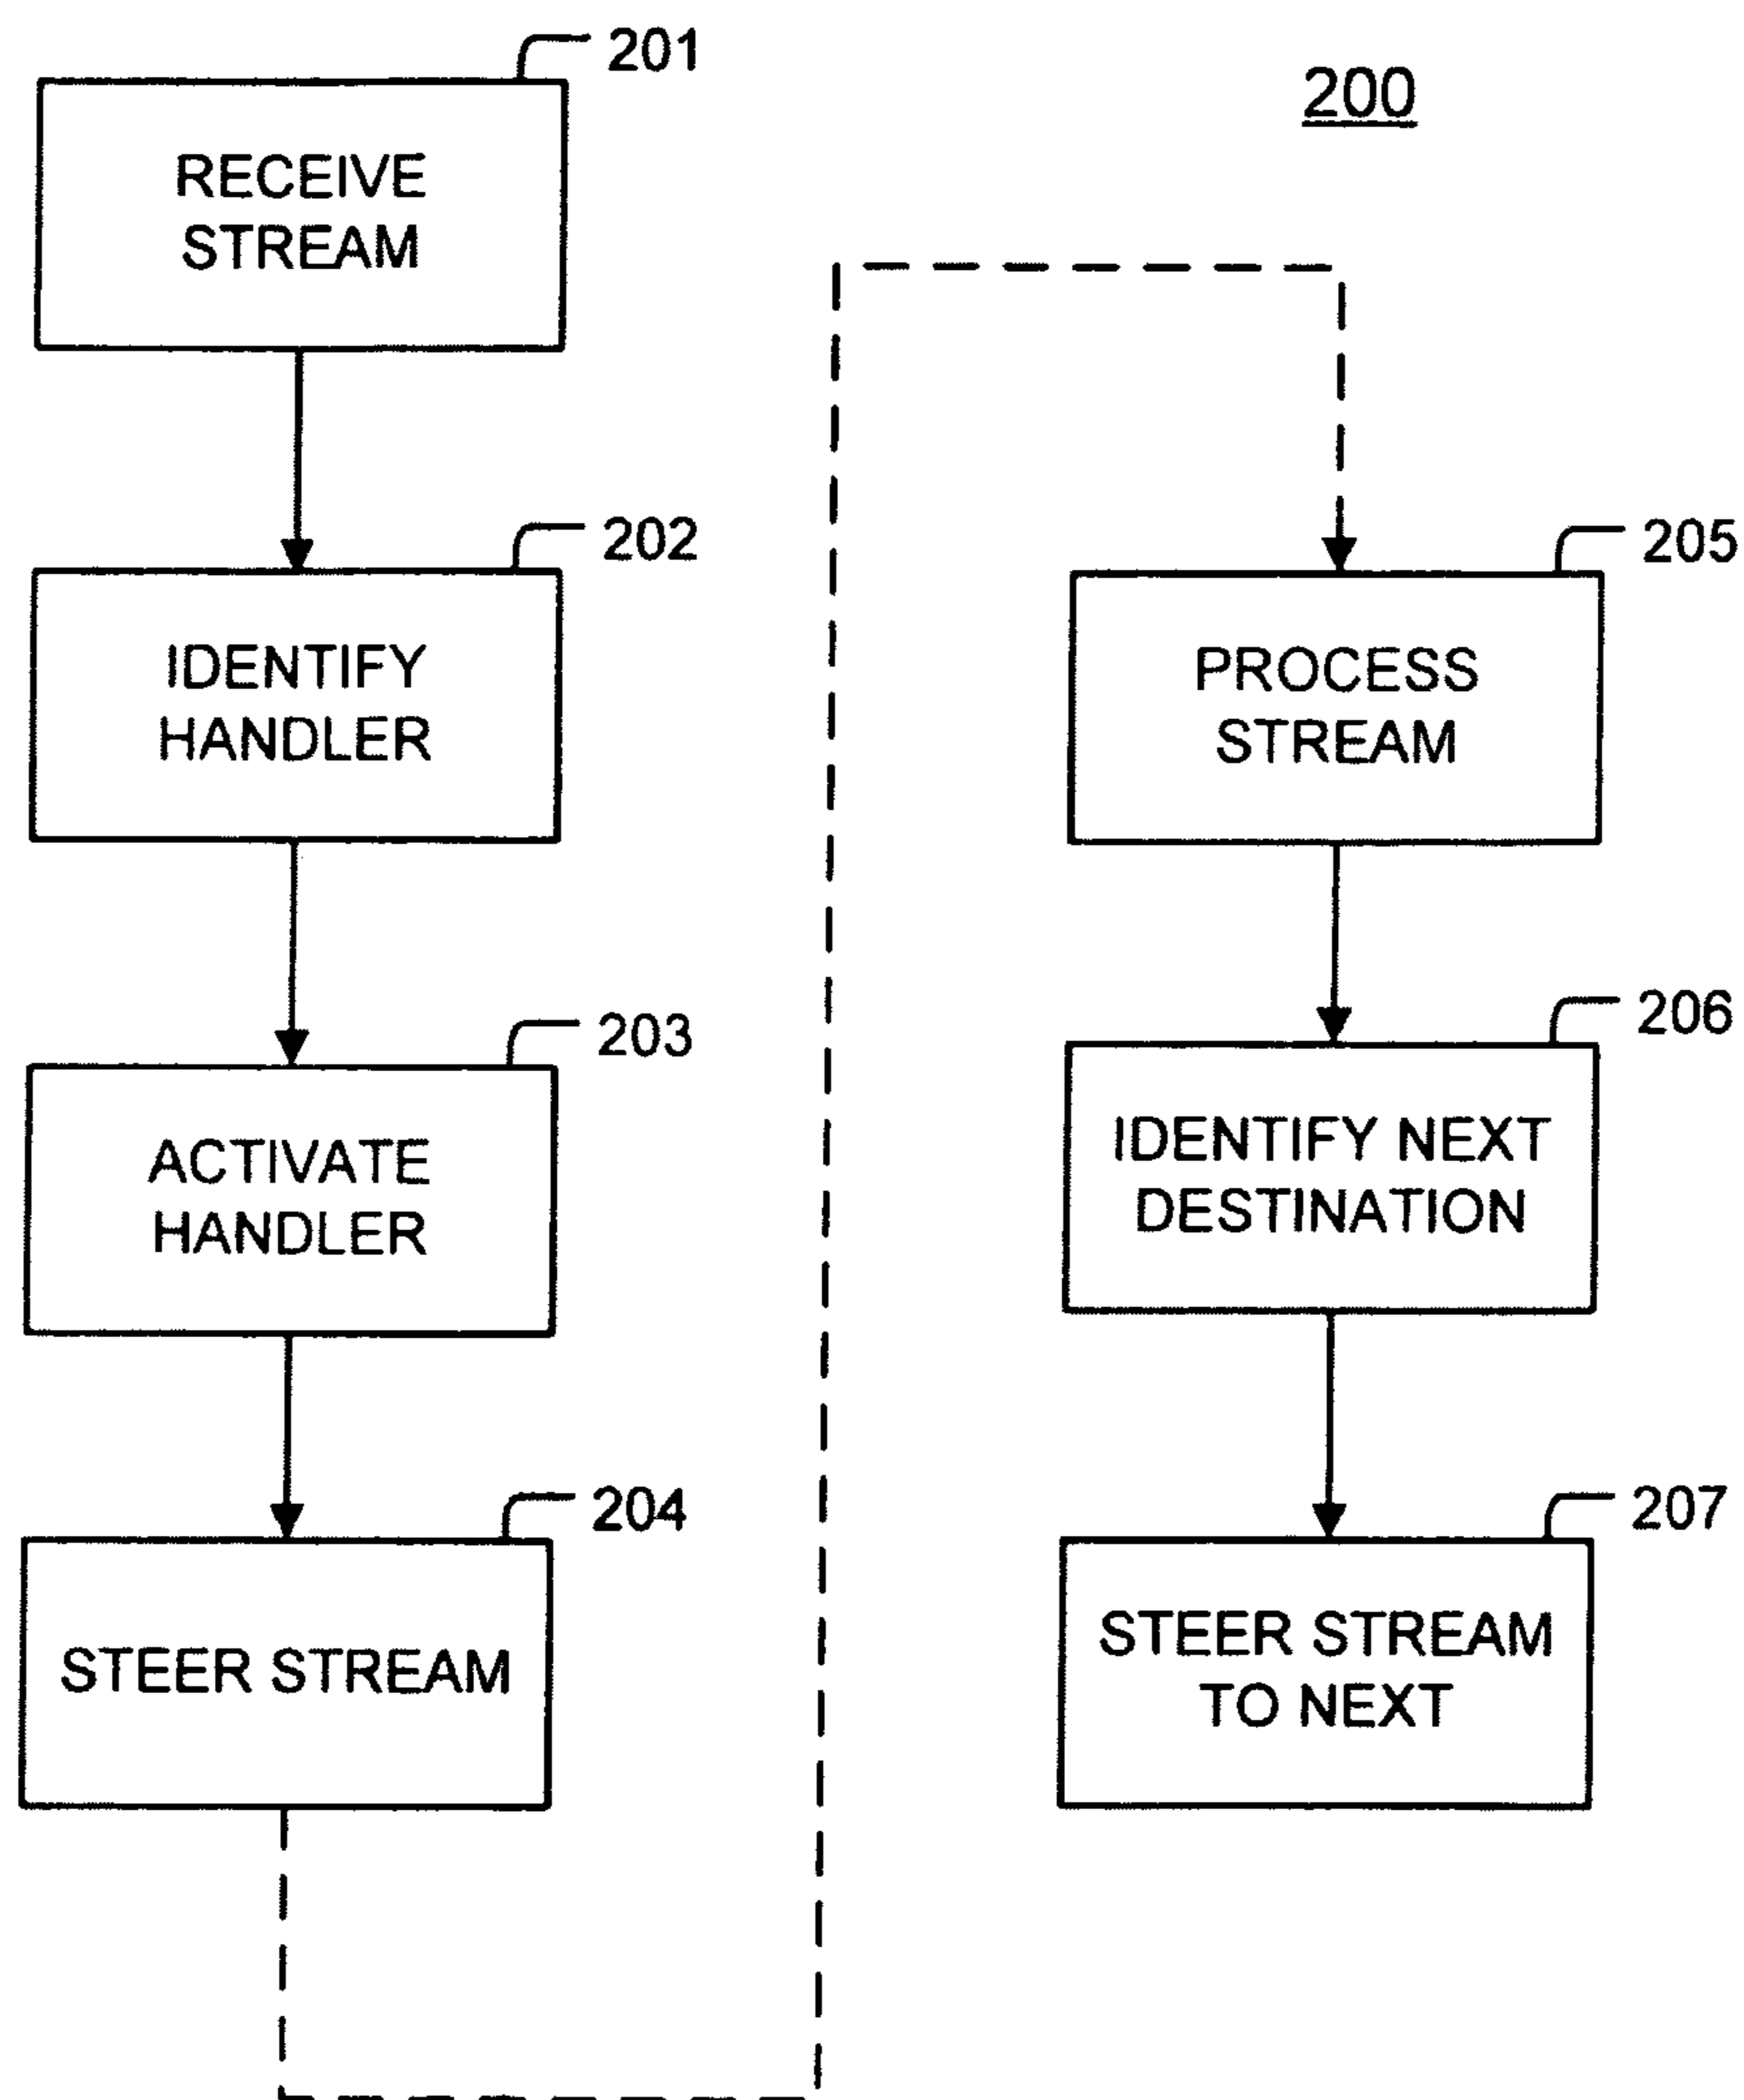 200
201
RECEIVE
STREAM
202
IDENTIFY
HANDLER
203
ACTIVATE
HANDLER
204
STEER STREAM
205
PROCESS
STREAM
206
IDENTIFY NEXT
DESTINATION
207
STEER STREAM
TO NEXT